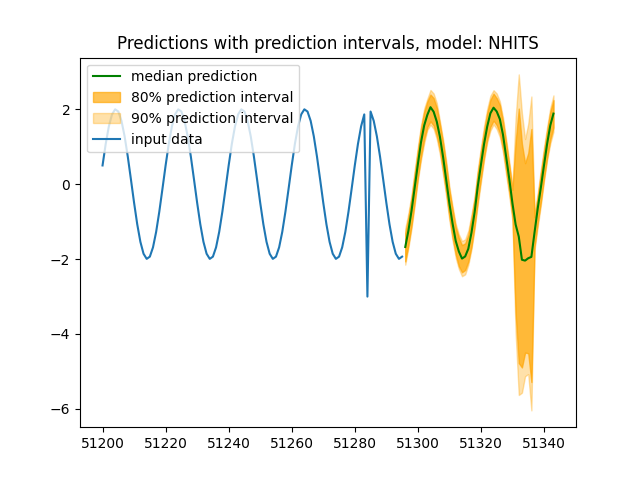 Predictions with prediction intervals, model: NHITS
median prediction
80% prediction interval
90% prediction interval
input data
2
0
−2
−4
−6
51200 51220 51240 51260 51280 51300 51320 51340